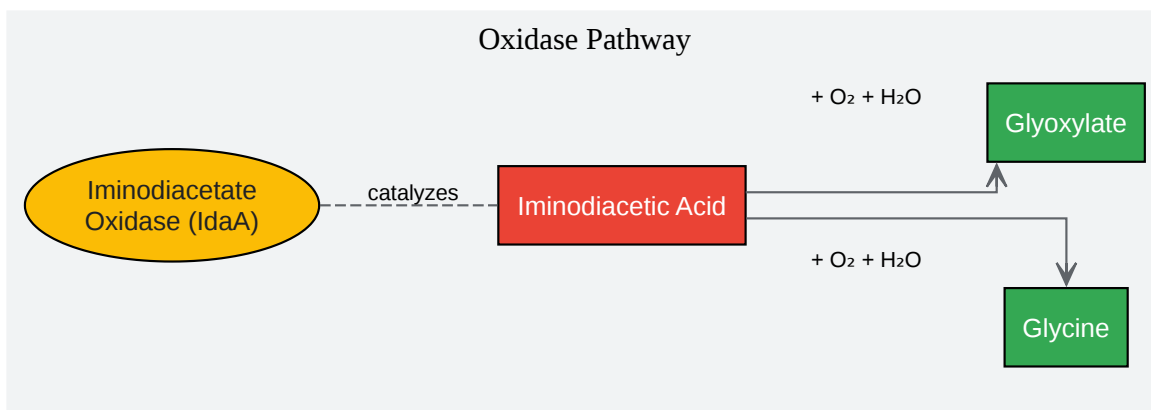 Oxidase Pathway
+ O₂ + H₂O
Glyoxylate
Iminodiacetate
Oxidase (IdaA)
catalyzes
Iminodiacetic Acid
+ O₂ + H₂O
Glycine